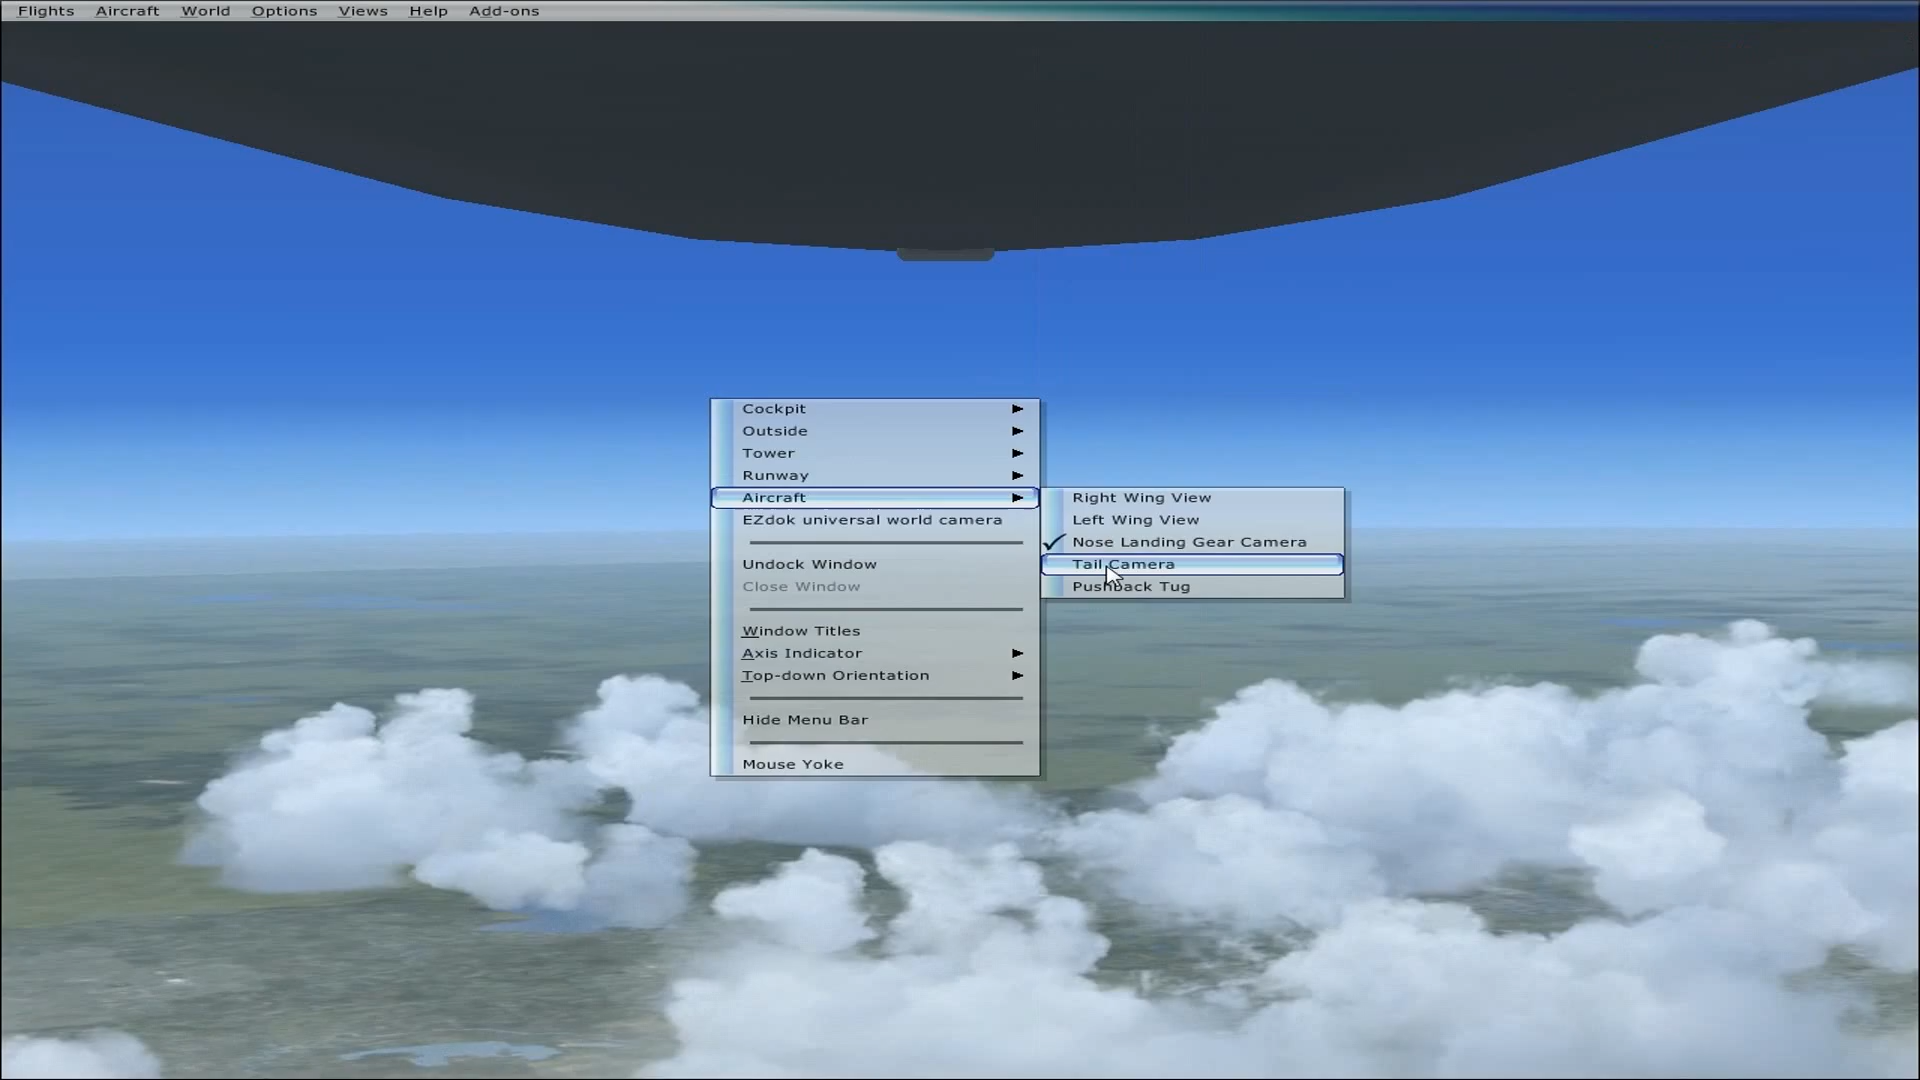 Flights Aircraft World Options Views Help Add-ons
Cockpit
Outside
Tower
Runway
Aircraft
EZdok universal world camera
Undock Window
Close Window
Window Titles
Axis Indicator
Top-down Orientation
Hide Menu Bar
Mouse Yoke
Right Wing View
Left Wing View
Nose Landing Gear Camera
Tail Camera
Pushback Tug